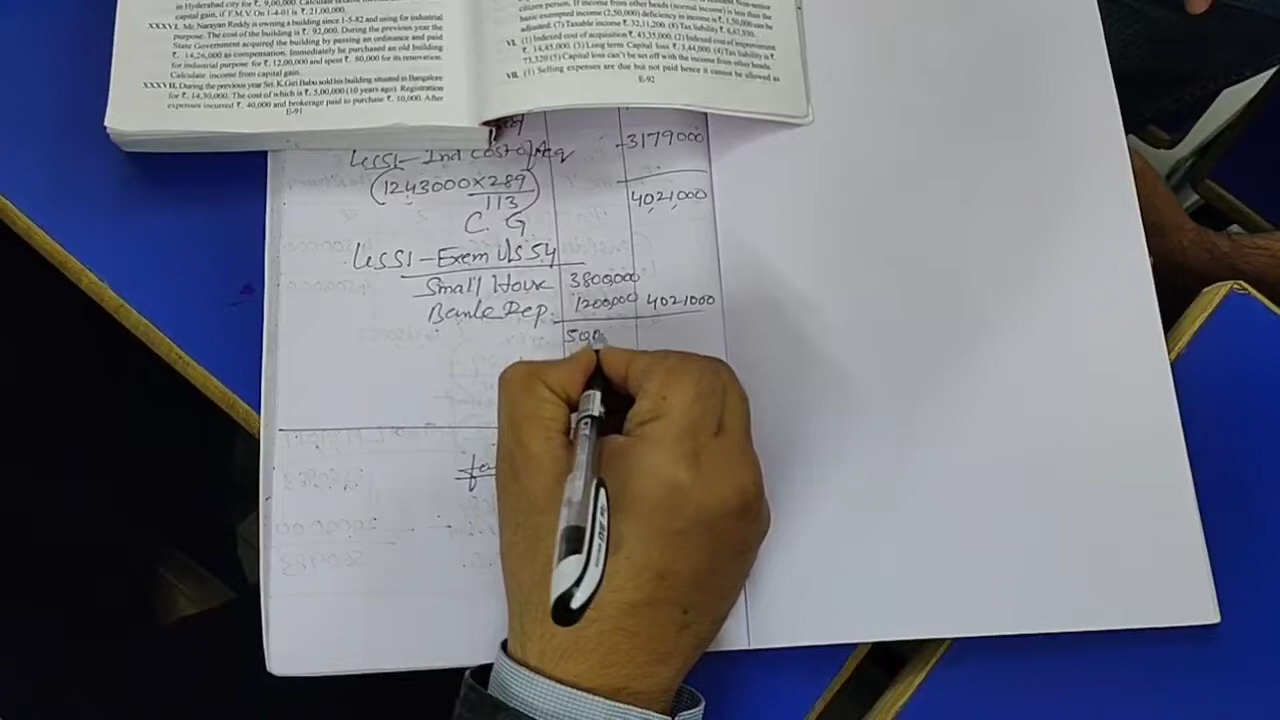 in Hyderabad city for ₹. 9,00,000.
capital gain, if F.M.V. On 1-4-01 is ₹. 21,00,000.
XXXVI. Mr. Narayan Reddy is owning a building since 1-5-82 and using for industrial
purpose. The cost of the building is ₹. 92,000. During the previous year the
State Government acquired the building by passing an ordinance and paid
₹. 14,26,000 as compensation. Immediately he purchased an old building
for industrial purpose for ₹. 12,00,000 and spent ₹. 80,000 for its renovation.
Calculate income from capital gain.
XXXVII. During the previous year Sri. K.Giri Babu sold his building situated in Bangalore
for ₹. 14,30,000. The cost of which is ₹. 5,00,000 (10 years ago). Registration
expenses incurred ₹. 40,000 and brokerage paid to purchase ₹. 10,000. After
E-91
citizen person. If income from other heads (normal income) is less than the
basic exempted income (2,50,000) deficiency in income is ₹. 1,50,000 can be
adjusted. (7) Taxable income ₹. 32,11,200. (8) Tax liability ₹.
VI. (1) Indexed cost of acquisition ₹. 43,35,000. (2) Indexed cost of improvement
₹. 14,45,000. (3) Long term Capital loss ₹. 3,44,000. (4) Tax liability is ₹.
73,320 (5) Capital loss can't be set off with the income from other heads.
VII. (1) Selling expenses are due but not paid hence it cannot be allowed as
E-92
Less:- Ind Cost of Acq 3179000
(1243000 x 289 4021000
113)
C. G
Less:- Exem U/S 54
Small House 3800000
Bank Dep. 1200000 4021000
500